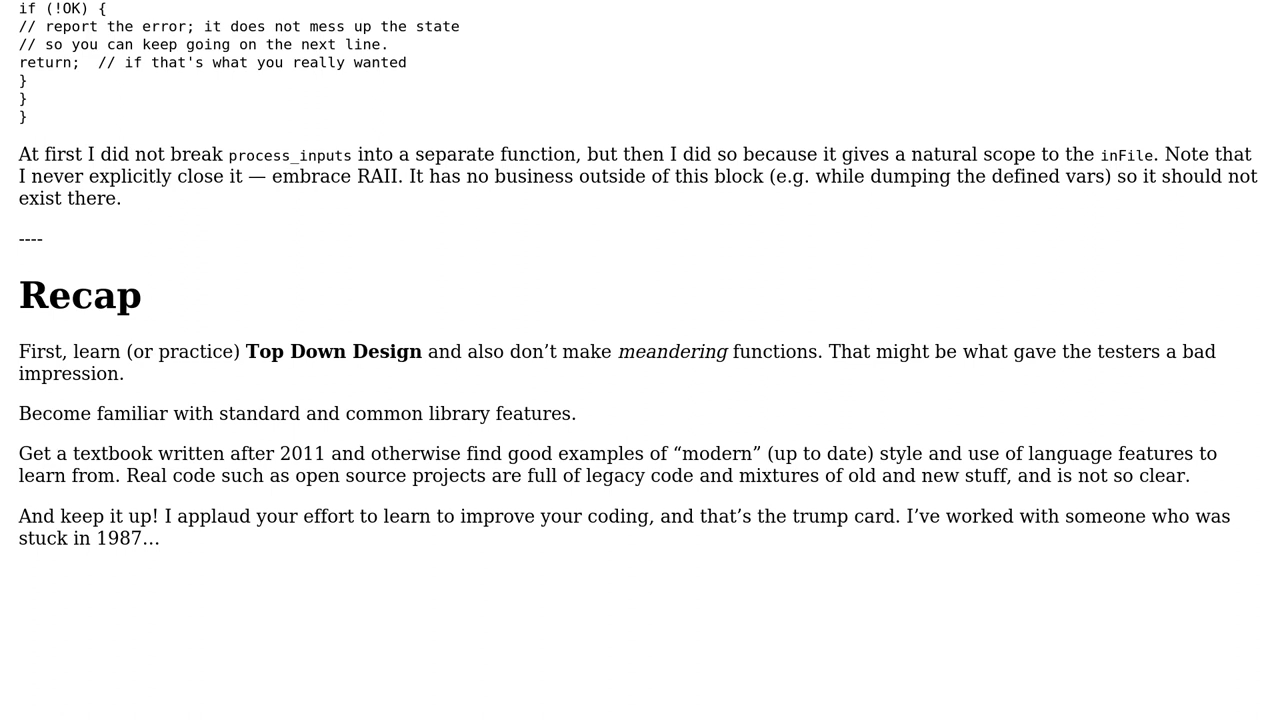 if (!OK) {
// report the error; it does not mess up the state
// so you can keep going on the next line.
return;  // if that's what you really wanted
}
}
}
At first I did not break process_inputs into a separate function, but then I did so because it gives a natural scope to the inFile. Note that
I never explicitly close it — embrace RAII. It has no business outside of this block (e.g. while dumping the defined vars) so it should not
exist there.
----
Recap
First, learn (or practice) Top Down Design and also don’t make meandering functions. That might be what gave the testers a bad
impression.
Become familiar with standard and common library features.
Get a textbook written after 2011 and otherwise find good examples of “modern” (up to date) style and use of language features to
learn from. Real code such as open source projects are full of legacy code and mixtures of old and new stuff, and is not so clear.
And keep it up! I applaud your effort to learn to improve your coding, and that’s the trump card. I’ve worked with someone who was
stuck in 1987…